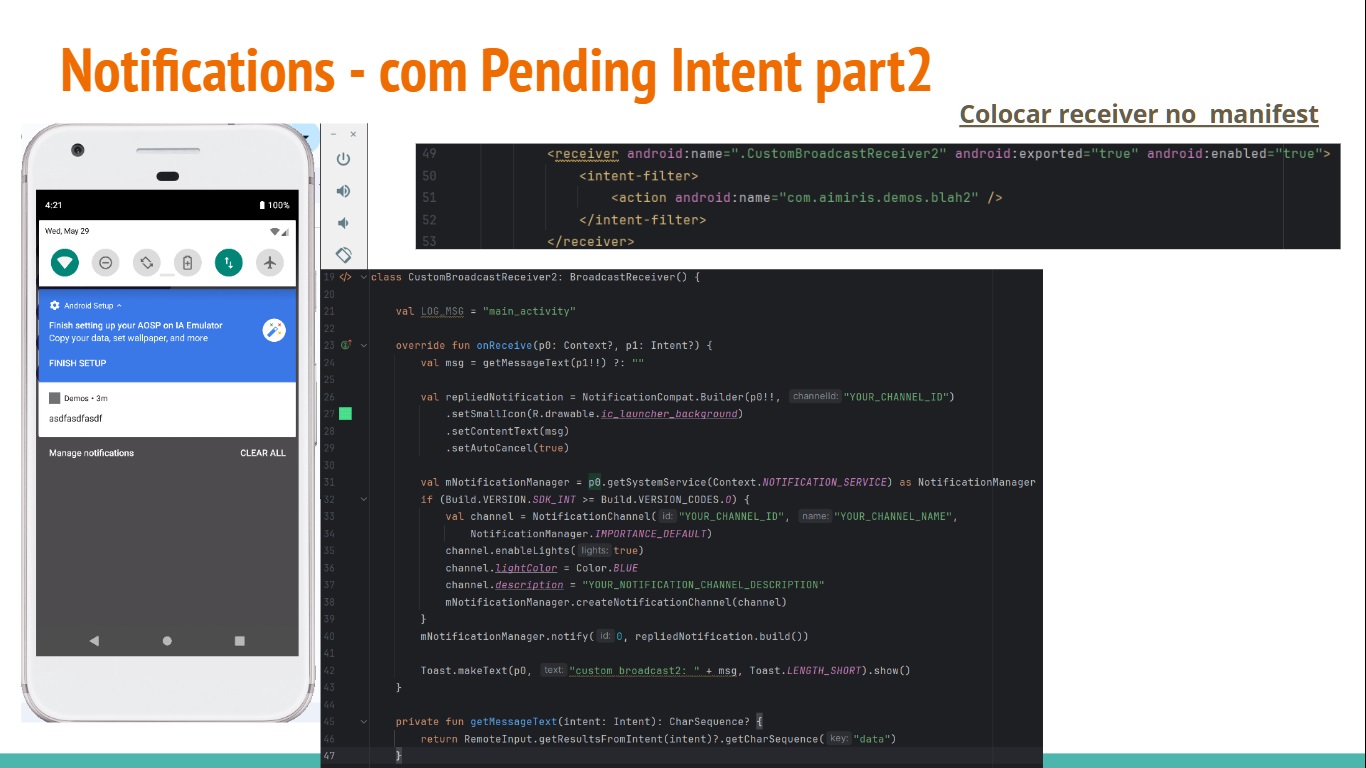 Notifications - com Pending Intent part2
Colocar receiver no manifest
49 <receiver android:name=".CustomBroadcastReceiver2" android:exported="true" android:enabled="true">
50 <intent-filter>
51 <action android:name="com.aimiris.demos.blah2" />
52 </intent-filter>
53 </receiver>
4:21 100%
Wed, May 29
Android Setup
Finish setting up your AOSP on IA Emulator
Copy your data, set wallpaper, and more
FINISH SETUP
Demos • 3m
asdfasdfasdf
Manage notifications CLEAR ALL
19 class CustomBroadcastReceiver2: BroadcastReceiver() {
20
21 val LOG_MSG = "main_activity"
22
23 override fun onReceive(p0: Context?, p1: Intent?) {
24 val msg = getMessageText(p1!!) ?: ""
25
26 val repliedNotification = NotificationCompat.Builder(p0!!, channelId: "YOUR_CHANNEL_ID")
27 .setSmallIcon(R.drawable.ic_launcher_background)
28 .setContentText(msg)
29 .setAutoCancel(true)
30
31 val mNotificationManager = p0.getSystemService(Context.NOTIFICATION_SERVICE) as NotificationManager
32 if (Build.VERSION.SDK_INT >= Build.VERSION_CODES.O) {
33 val channel = NotificationChannel( id: "YOUR_CHANNEL_ID", name: "YOUR_CHANNEL_NAME",
34 NotificationManager.IMPORTANCE_DEFAULT)
35 channel.enableLights( lights: true)
36 channel.lightColor = Color.BLUE
37 channel.description = "YOUR_NOTIFICATION_CHANNEL_DESCRIPTION"
38 mNotificationManager.createNotificationChannel(channel)
39 }
40 mNotificationManager.notify( id: 0, repliedNotification.build())
41
42 Toast.makeText(p0, text: "custom broadcast2: " + msg, Toast.LENGTH_SHORT).show()
43 }
44
45 private fun getMessageText(intent: Intent): CharSequence? {
46 return RemoteInput.getResultsFromIntent(intent)?.getCharSequence( key: "data")
47 }